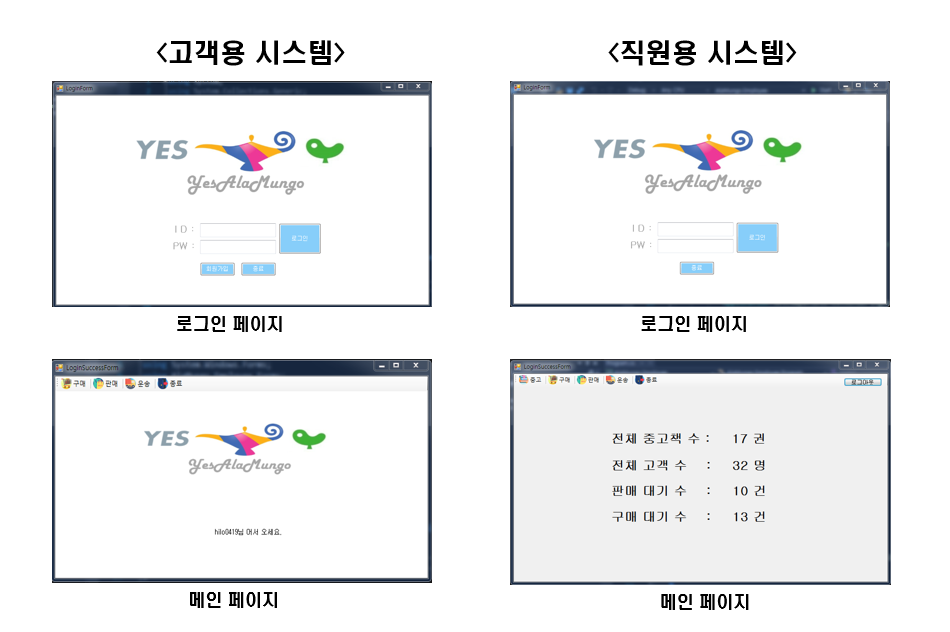 <고객용 시스템>
<직원용 시스템>
LoginForm
YES
YesAlaMungo
ID :
PW :
로그인
회원가입
종료
로그인 페이지
LoginForm
YES
YesAlaMungo
ID :
PW :
로그인
종료
로그인 페이지
LoginSuccessForm
구매 판매 운송 종료
YES
YesAlaMungo
hilo0419님 어서 오세요.
메인 페이지
LoginSuccessForm
중고 구매 판매 운송 종료
로그아웃
전체 중고책 수 : 17 권
전체 고객 수 : 32 명
판매 대기 수 : 10 건
구매 대기 수 : 13 건
메인 페이지